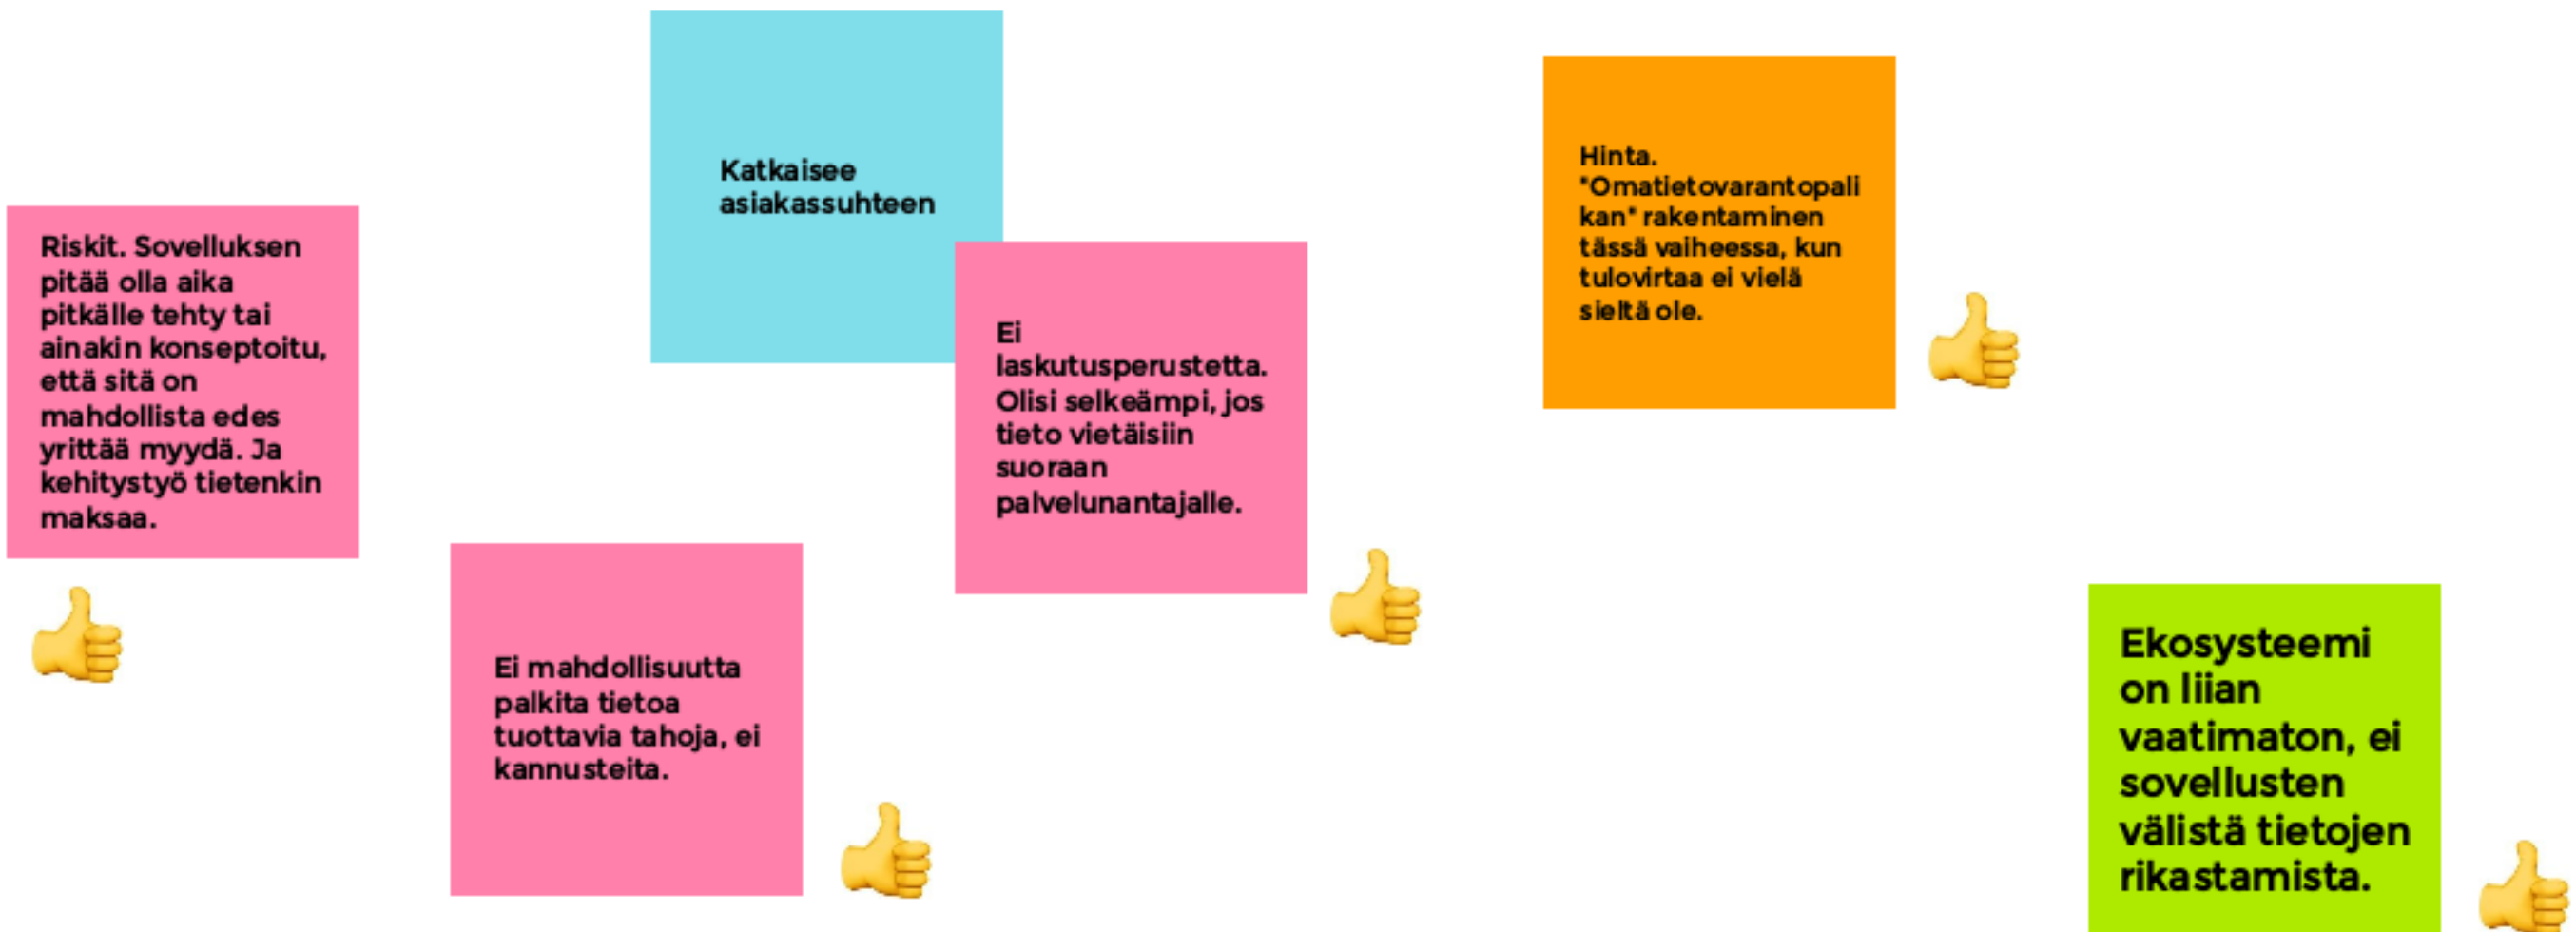 Riskit. Sovelluksen
pitää olla aika
pitkälle tehty tai
ainakin konseptoitu,
että sitä on
mahdollista edes
yrittää myydä. Ja
kehitystyö tietenkin
maksaa.
Katkaisee
asiakassuhteen
Ei mahdollisuutta
palkita tietoa
tuottavia tahoja, ei
kannusteita.
Ei
laskutusperustetta.
Olisi selkeämpi, jos
tieto vietäisiin
suoraan
palvelunantajalle.
Hinta.
"Omatietovarantopali
kan" rakentaminen
tässä vaiheessa, kun
tulovirtaa ei vielä
sieltä ole.
Ekosysteemi
on liian
vaatimaton, ei
sovellusten
välistä tietojen
rikastamista.